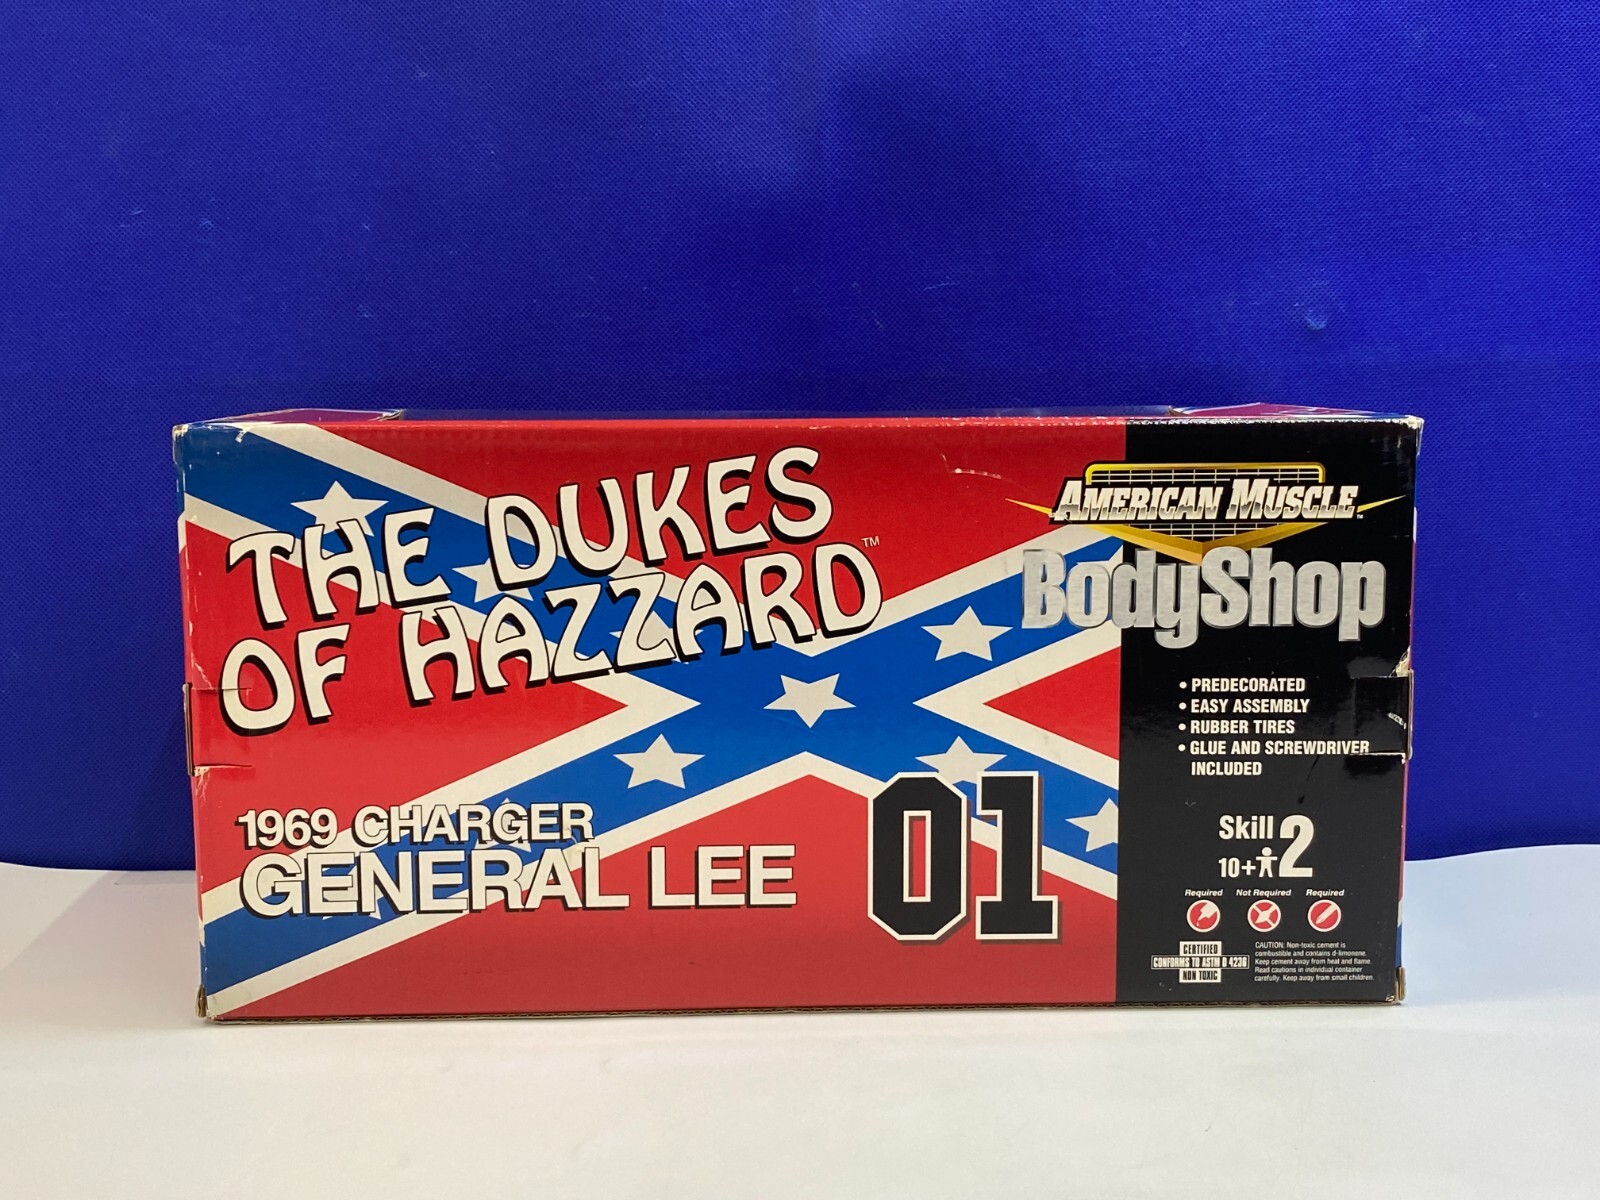 THE DUKES
OF HAZZARD™
1969 CHARGER
GENERAL LEE
01
AMERICAN MUSCLE™
BodyShop
• PREDECORATED
• EASY ASSEMBLY
• RUBBER TIRES
• GLUE AND SCREWDRIVER
INCLUDED
Skill 2
10+
Required Not Required Required
CERTIFIED
CONFORMS TO ASTM D 4236
NON TOXIC
CAUTION: Non-toxic cement is
combustible and contains d-limonene.
Keep cement away from heat and flame.
Read cautions in individual container
carefully. Keep away from small children.